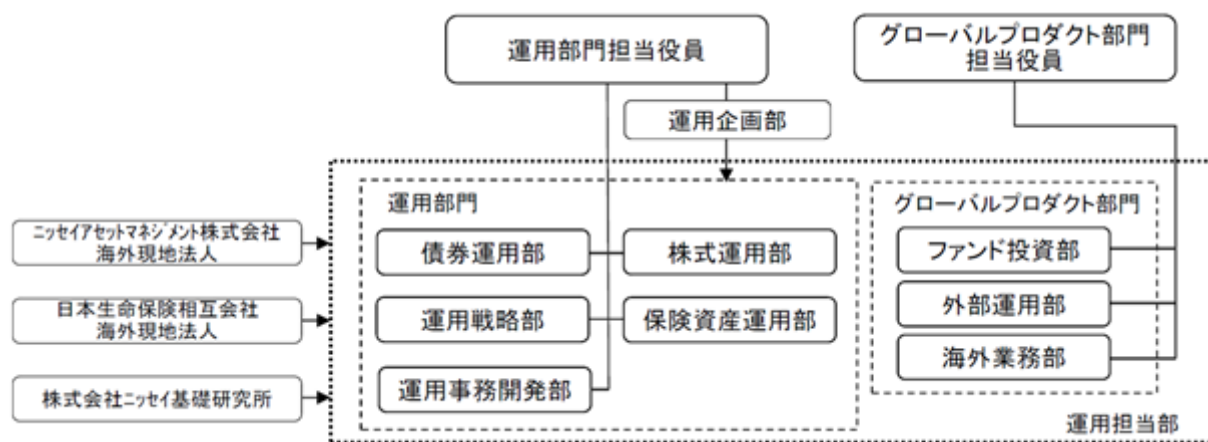 運用部門担当役員
グローバルプロダクト部門
担当役員
運用企画部
運用部門
グローバルプロダクト部門
ニッセイアセットマネジメント株式会社
海外現地法人
債券運用部
株式運用部
ファンド投資部
日本生命保険相互会社
海外現地法人
運用戦略部
保険資産運用部
外部運用部
海外業務部
株式会社ニッセイ基礎研究所
運用事務開発部
運用担当部